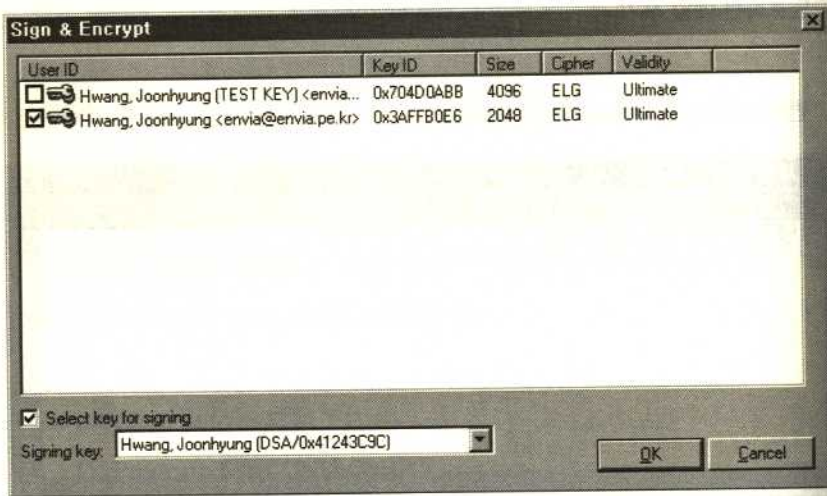 Sign & Encrypt
User ID Key ID Size Cipher Validity
Hwang, Joonhyung (TEST KEY) <envia... 0x704D0ABB 4096 ELG Ultimate
Hwang, Joonhyung <envia@envia.pe.kr> 0x3AFFB0E6 2048 ELG Ultimate
Select key for signing
Signing key: Hwang, Joonhyung (DSA/0x41243C9C)
OK Cancel